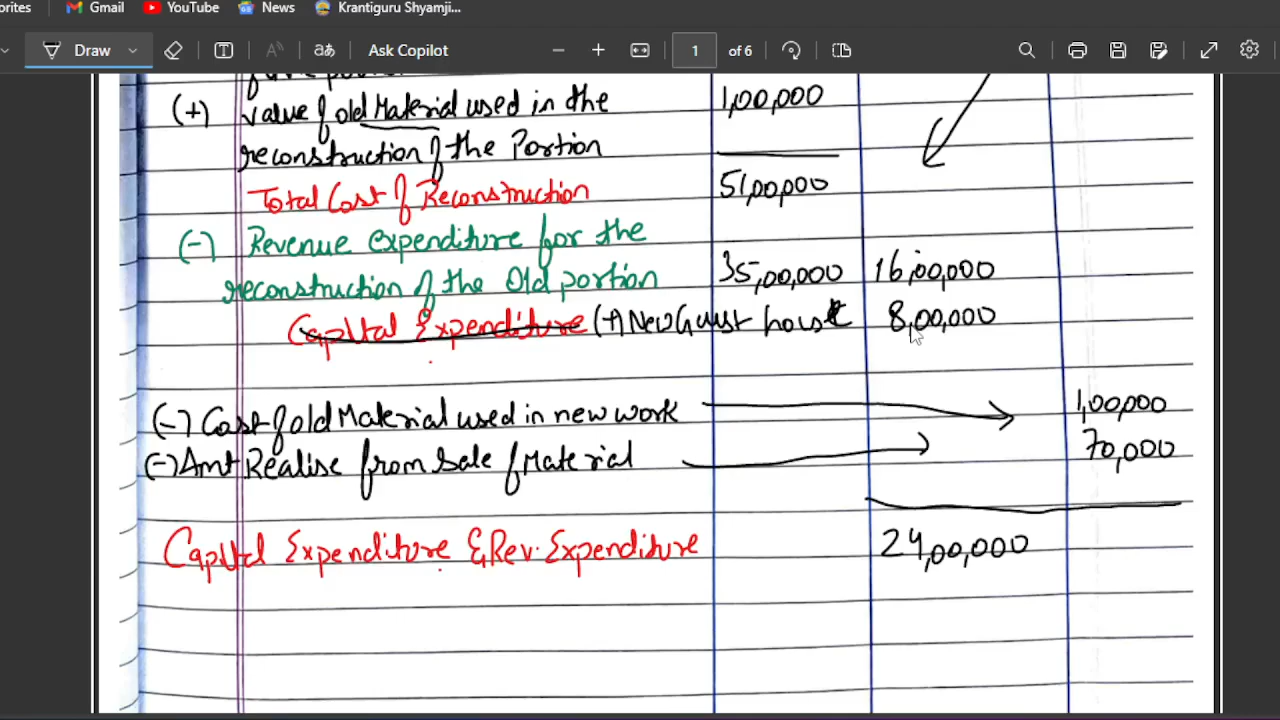 orites Gmail YouTube News Krantiguru Shyamji...
Draw aあ Ask Copilot 1 of 6
(+) Value of old Material used in the 1,00,000
reconstruction of the Portion
Total Cost of Reconstruction 51,00,000
(-) Revenue expenditure for the
reconstruction of the Old portion 35,00,000 16,00,000
Capital Expenditure (+) New Guest house 8,00,000
(-) Cost of old Material used in new work 1,00,000
(-) Amt Realise from Sale of Material 70,000
Capital Expenditure & Rev. Expenditure 24,00,000